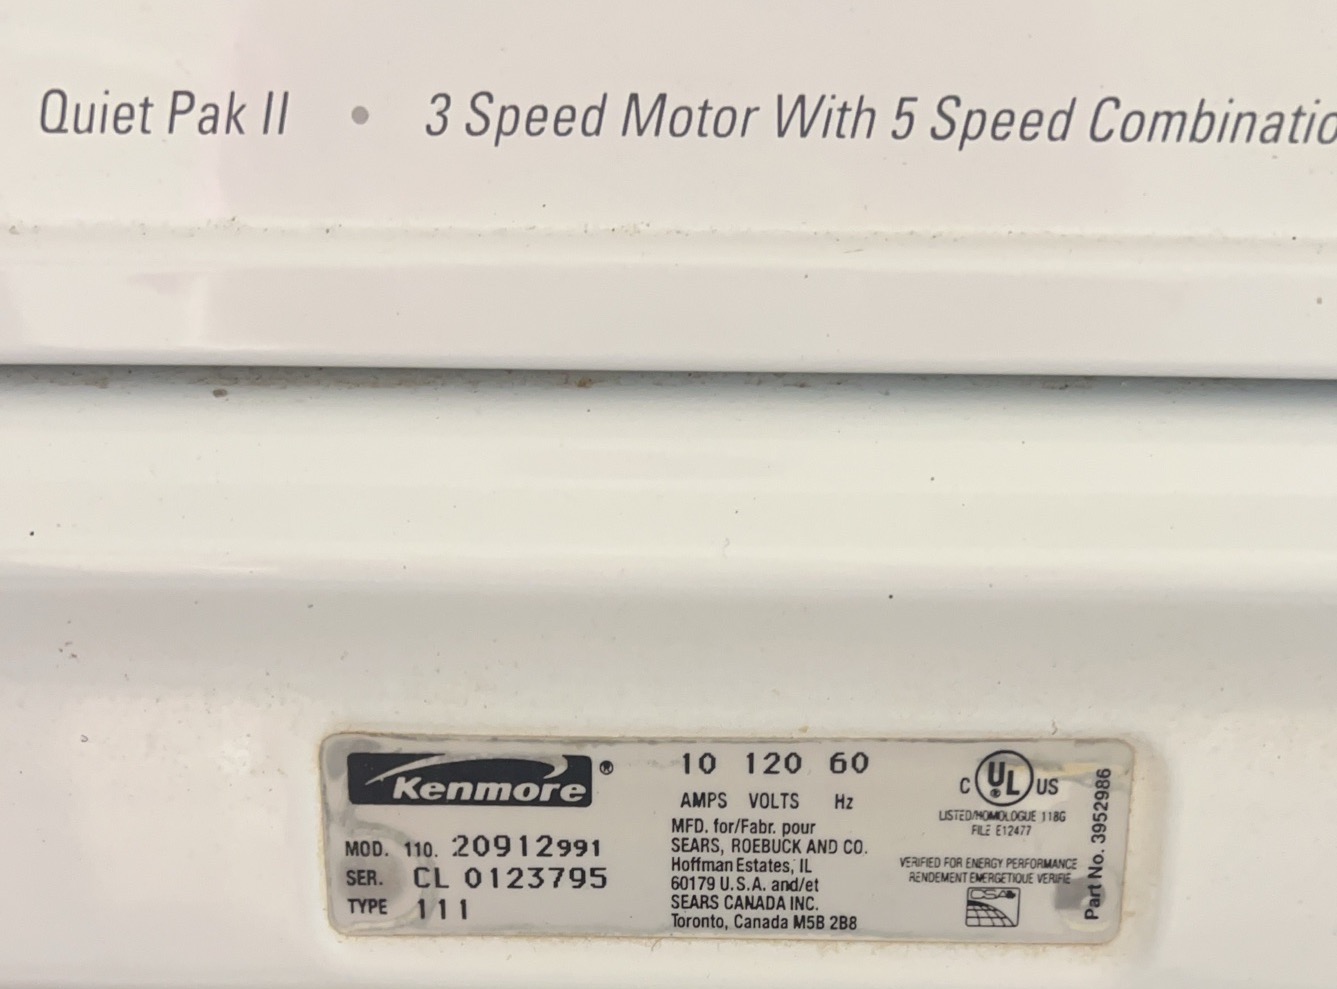 Quiet Pak II • 3 Speed Motor With 5 Speed Combinatio
Kenmore®
MOD. 110. 20912991
SER. CL 0123795
TYPE 111
10 120 60
AMPS VOLTS Hz
MFD. for/Fabr. pour
SEARS, ROEBUCK AND CO.
Hoffman Estates, IL
60179 U.S.A. and/et
SEARS CANADA INC.
Toronto, Canada M5B 2B8
C UL® US
LISTED/HOMOLOGUE 118G
FILE E12477
VERIFIED FOR ENERGY PERFORMANCE
RENDEMENT ENERGETIQUE VERIFIE
CSA
Part No. 3952986